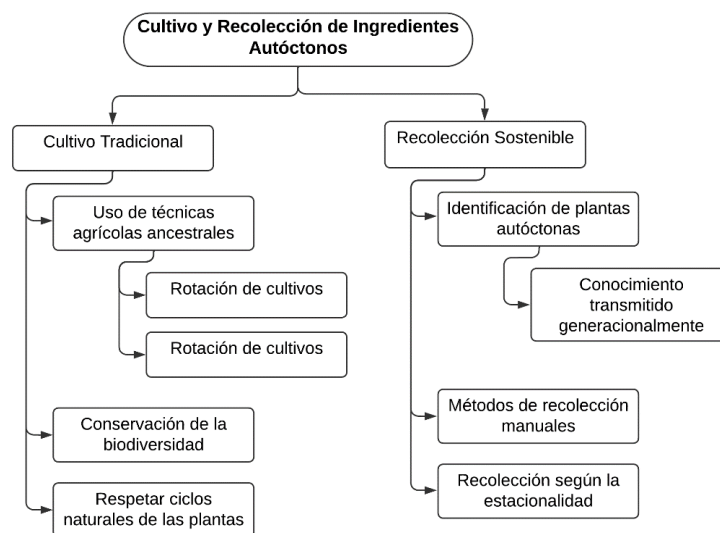 Cultivo y Recolección de Ingredientes
Autóctonos
Cultivo Tradicional
Uso de técnicas
agrícolas ancestrales
Rotación de cultivos
Rotación de cultivos
Conservación de la
biodiversidad
Respetar ciclos
naturales de las plantas
Recolección Sostenible
Identificación de plantas
autóctonas
Conocimiento
transmitido
generacionalmente
Métodos de recolección
manuales
Recolección según la
estacionalidad